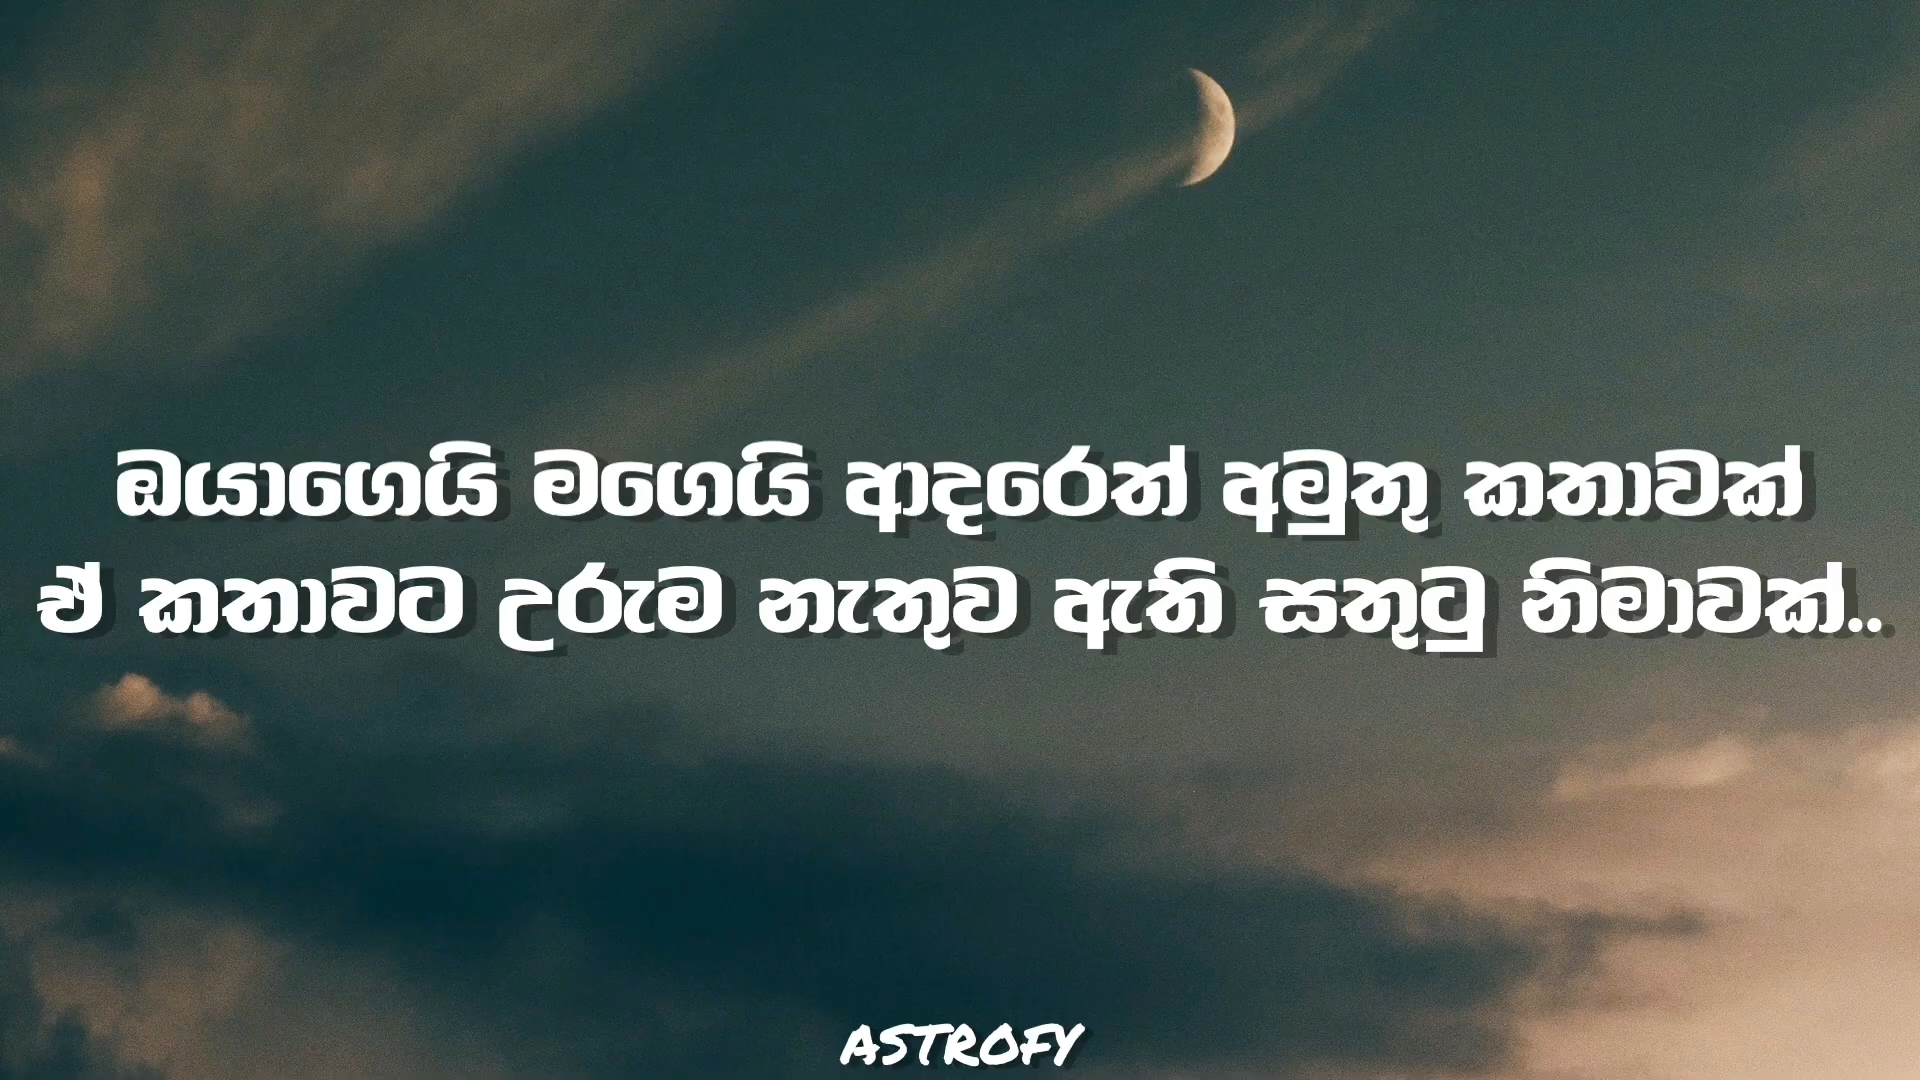 ඔයාගෙයි මගෙයි ආදරෙත් අමුතු කතාවක්
ඒ කතාවට උරුම නැතුව ඇති සතුටු නිමාවක්..
ASTROFY